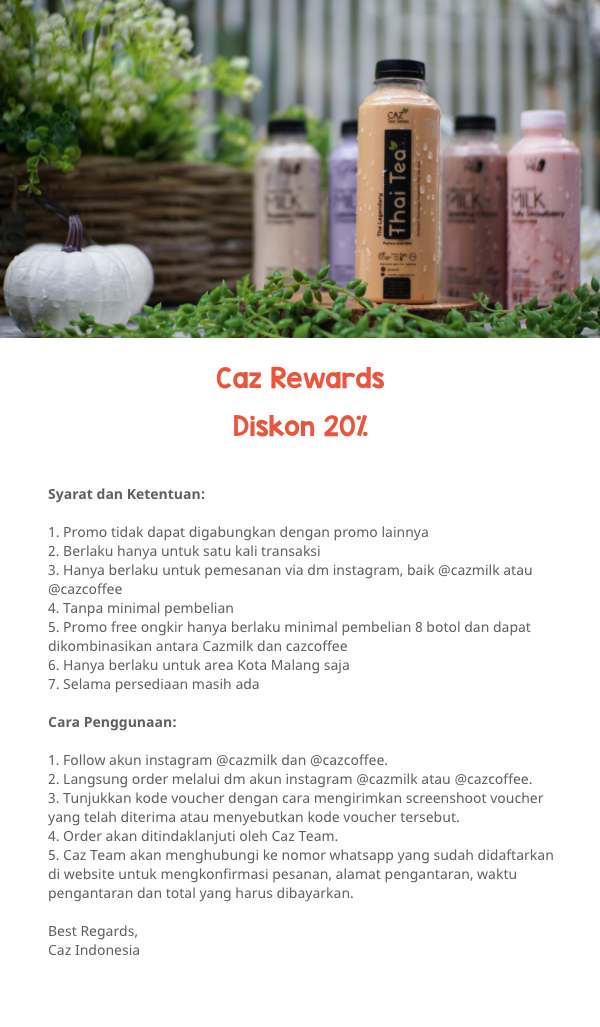 CAZ
The Legendary
Thai Tea
MILK
MILK
MILK
Caz Rewards
Diskon 20%
Syarat dan Ketentuan:
1. Promo tidak dapat digabungkan dengan promo lainnya
2. Berlaku hanya untuk satu kali transaksi
3. Hanya berlaku untuk pemesanan via dm instagram, baik @cazmilk atau
@cazcoffee
4. Tanpa minimal pembelian
5. Promo free ongkir hanya berlaku minimal pembelian 8 botol dan dapat
dikombinasikan antara Cazmilk dan cazcoffee
6. Hanya berlaku untuk area Kota Malang saja
7. Selama persediaan masih ada
Cara Penggunaan:
1. Follow akun instagram @cazmilk dan @cazcoffee.
2. Langsung order melalui dm akun instagram @cazmilk atau @cazcoffee.
3. Tunjukkan kode voucher dengan cara mengirimkan screenshoot voucher
yang telah diterima atau menyebutkan kode voucher tersebut.
4. Order akan ditindaklanjuti oleh Caz Team.
5. Caz Team akan menghubungi ke nomor whatsapp yang sudah didaftarkan
di website untuk mengkonfirmasi pesanan, alamat pengantaran, waktu
pengantaran dan total yang harus dibayarkan.
Best Regards,
Caz Indonesia